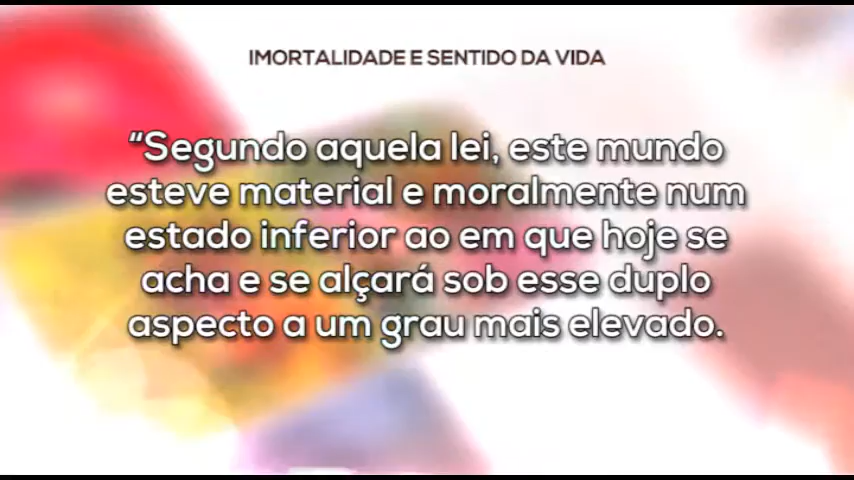 IMORTALIDADE E SENTIDO DA VIDA
“Segundo aquela lei, este mundo
esteve material e moralmente num
estado inferior ao em que hoje se
acha e se alçará sob esse duplo
aspecto a um grau mais elevado.